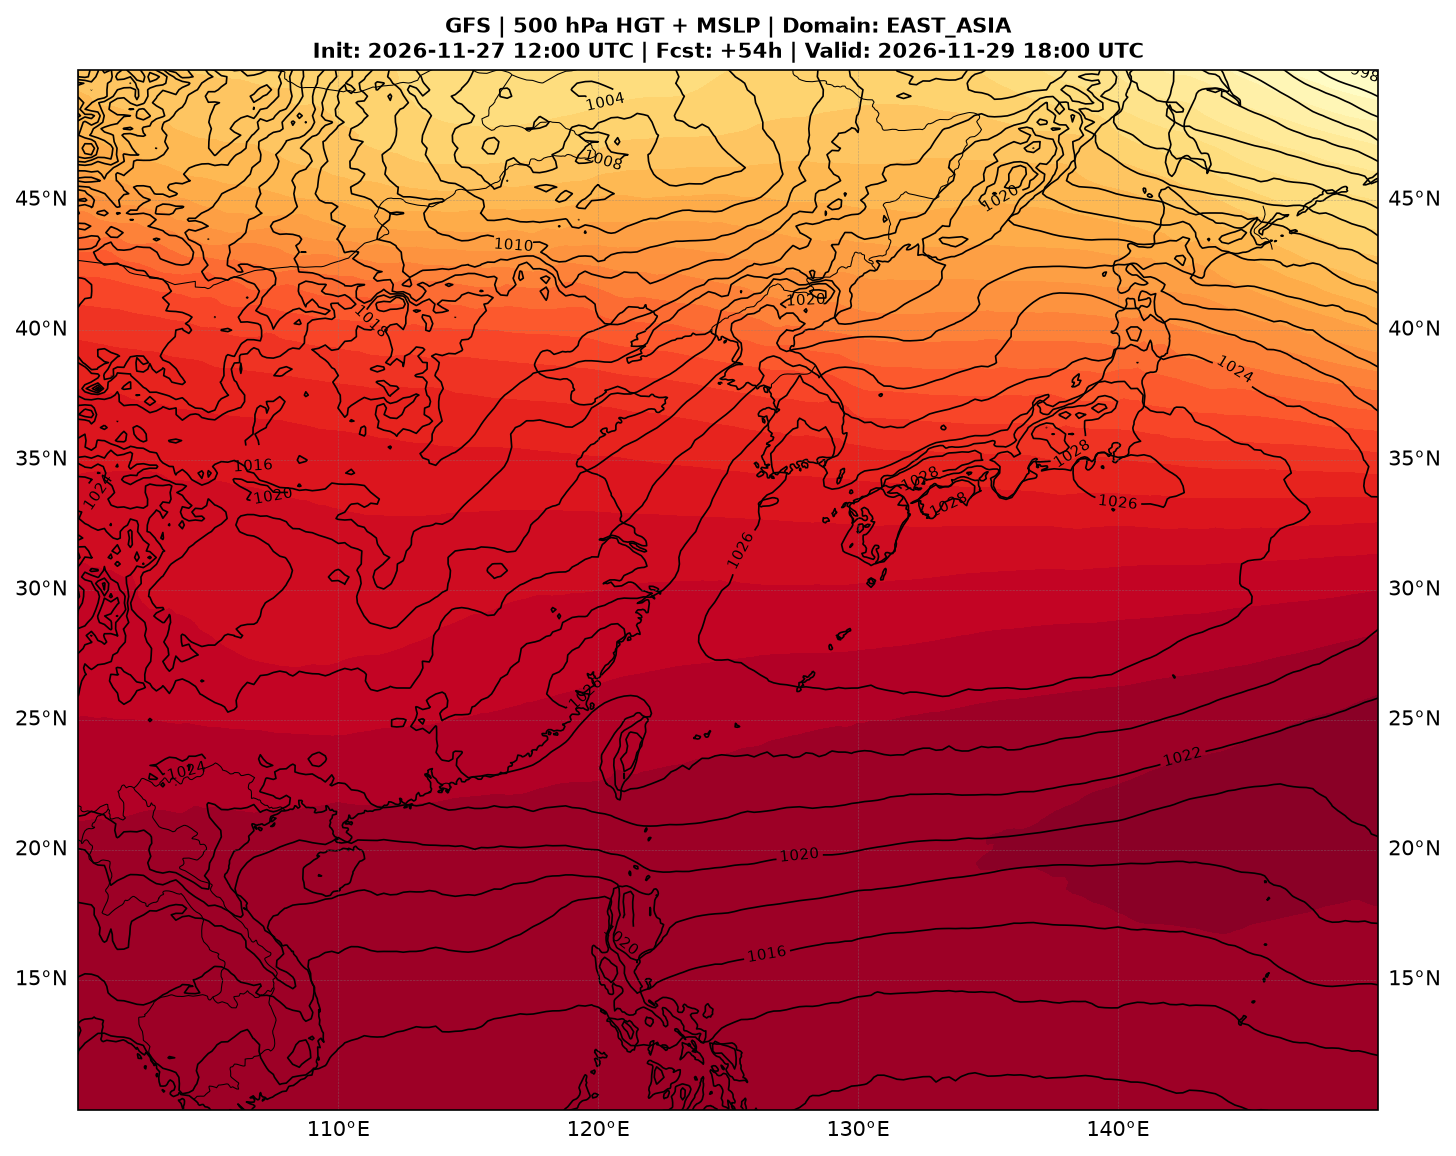 GFS | 500 hPa HGT + MSLP | Domain: EAST_ASIA
Init: 2026-11-27 12:00 UTC | Fcst: +54h | Valid: 2026-11-29 18:00 UTC
998
1004
1008
45°N
1020
45°N
1010
1020
1018
40°N
40°N
1024
35°N
1016
1028
35°N
1020
1028
1024
1028
1026
1026
30°N
30°N
1026
25°N
25°N
1022
1024
20°N
1020
20°N
1020
1016
15°N
15°N
110°E
120°E
130°E
140°E